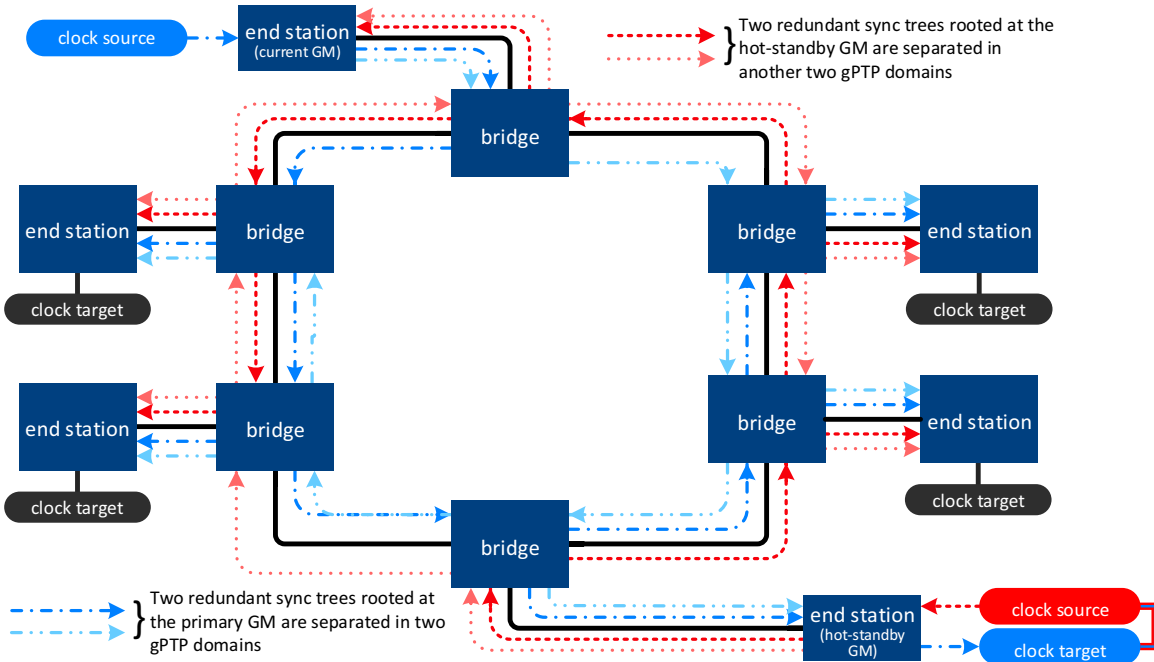 clock source
end station
(current GM)
Two redundant sync trees rooted at the
hot-standby GM are separated in
another two gPTP domains
bridge
end station
bridge
bridge
end station
clock target
clock target
end station
bridge
bridge
end station
clock target
clock target
bridge
Two redundant sync trees rooted at
the primary GM are separated in two
gPTP domains
end station
(hot-standby
GM)
clock source
clock target